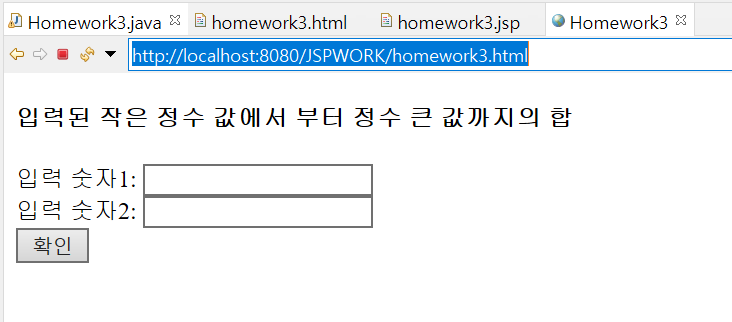 Homework3.java homework3.html homework3.jsp Homework3
http://localhost:8080/JSPWORK/homework3.html
입력된 작은 정수 값에서 부터 정수 큰 값까지의 합
입력 숫자1:
입력 숫자2:
확인